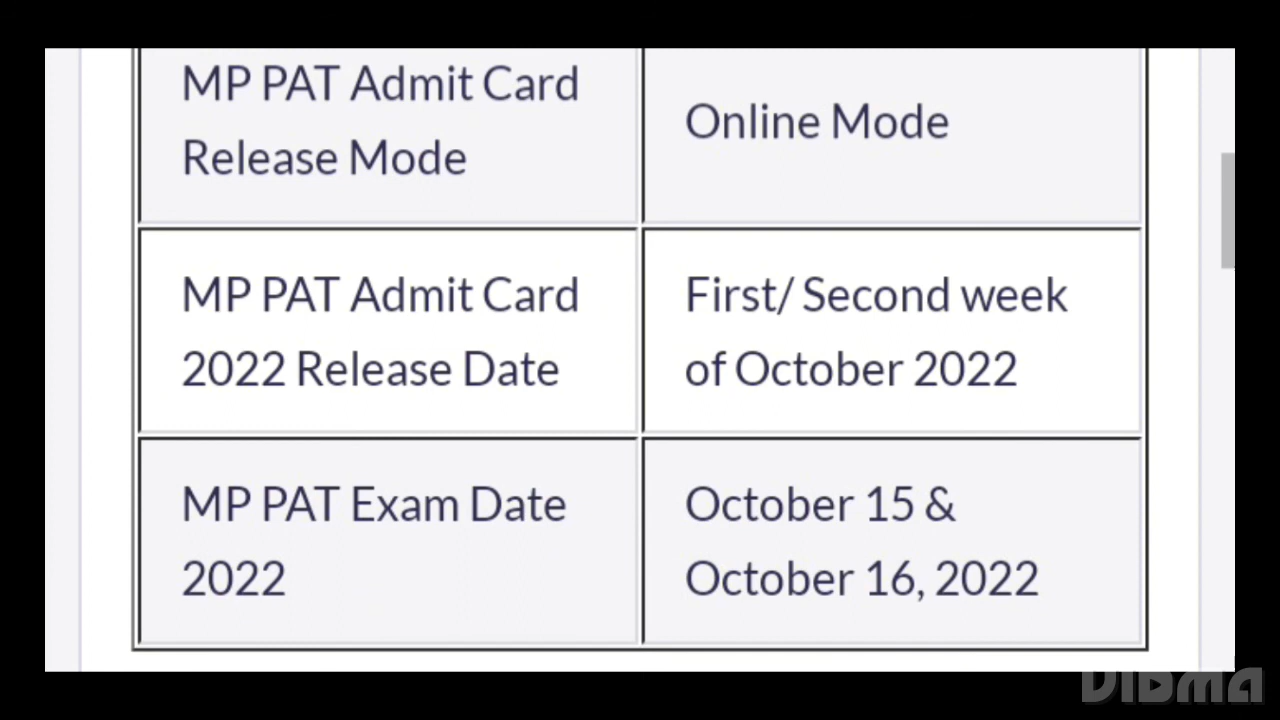 MP PAT Admit Card
Release Mode
Online Mode
MP PAT Admit Card
2022 Release Date
First/ Second week
of October 2022
MP PAT Exam Date
2022
October 15 &
October 16, 2022
VIDMA